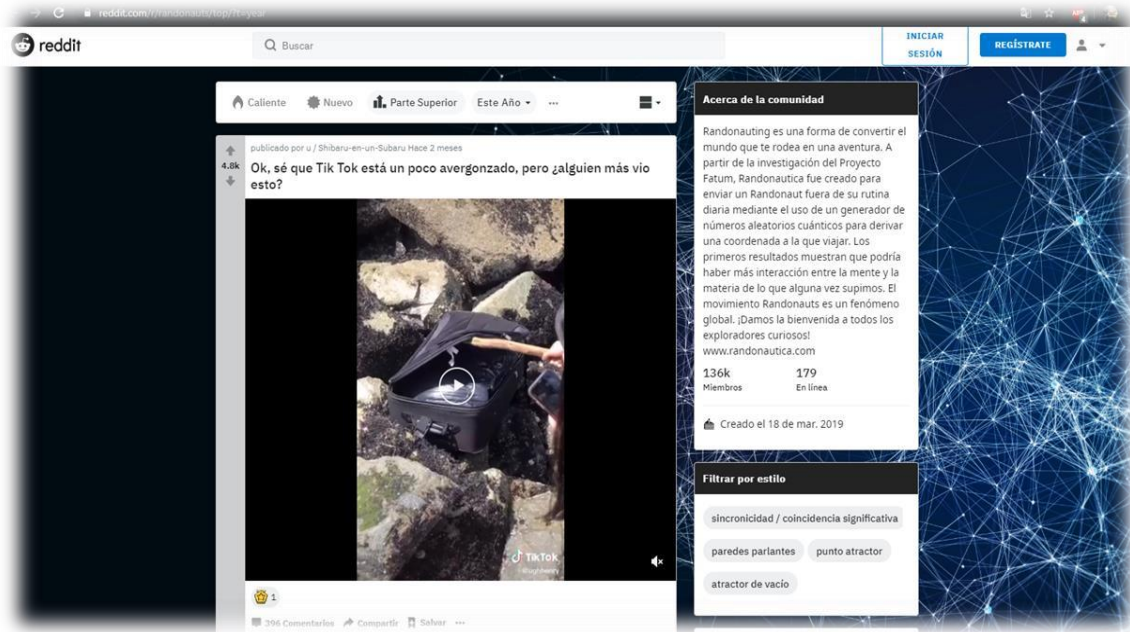 reddit.com/r/randonauts/top/?t=year
reddit
Buscar
INICIAR
SESIÓN
REGÍSTRATE
Caliente
Nuevo
Parte Superior
Este Año
publicado por u / Shibaru-en-un-Subaru Hace 2 meses
4.8k
Ok, sé que Tik Tok está un poco avergonzado, pero ¿alguien más vio
esto?
TikTok
1
396 Comentarios
Compartir
Salvar
Acerca de la comunidad
Randonauting es una forma de convertir el
mundo que te rodea en una aventura. A
partir de la investigación del Proyecto
Fatum, Randonautica fue creado para
enviar un Randonaut fuera de su rutina
diaria mediante el uso de un generador de
números aleatorios cuánticos para derivar
una coordenada a la que viajar. Los
primeros resultados muestran que podría
haber más interacción entre la mente y la
materia de lo que alguna vez supimos. El
movimiento Randonauts es un fenómeno
global. ¡Damos la bienvenida a todos los
exploradores curiosos!
www.randonautica.com
136k 179
Miembros En línea
Creado el 18 de mar. 2019
Filtrar por estilo
sincronicidad / coincidencia significativa
paredes parlantes punto atractor
atractor de vacío